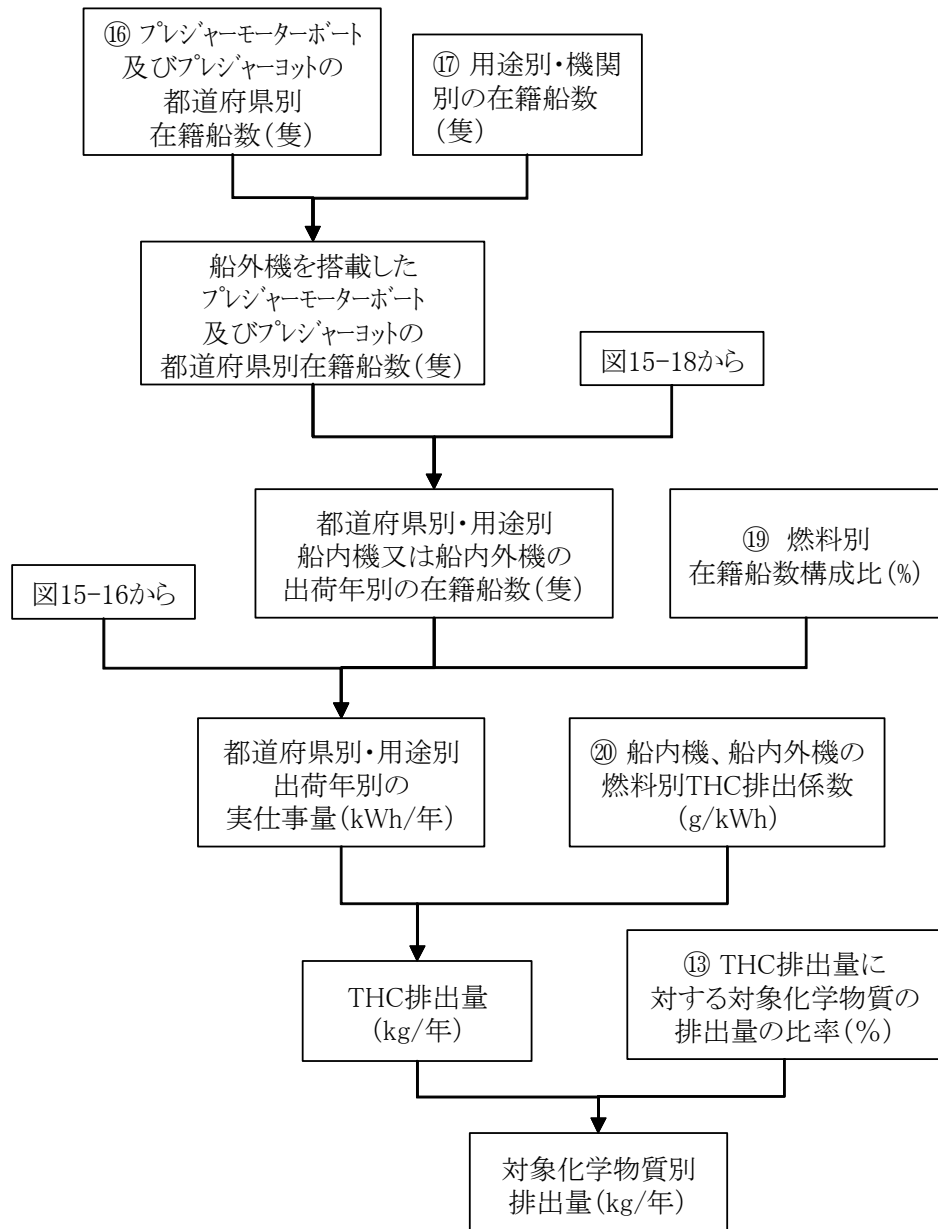 ⑯ プレジャーモーターボート
及びプレジャーヨットの
都道府県別
在籍船数(隻)
⑰ 用途別・機関
別の在籍船数
(隻)
船外機を搭載した
プレジャーモーターボート
及びプレジャーヨットの
都道府県別在籍船数(隻)
図15-18から
都道府県別・用途別
船内機又は船内外機の
出荷年別の在籍船数(隻)
⑲ 燃料別
在籍船数構成比(%)
図15-16から
都道府県別・用途別
出荷年別の
実仕事量(kWh/年)
⑳ 船内機、船内外機の
燃料別THC排出係数
(g/kWh)
THC排出量
(kg/年)
⑬ THC排出量に
対する対象化学物質の
排出量の比率(%)
対象化学物質別
排出量(kg/年)